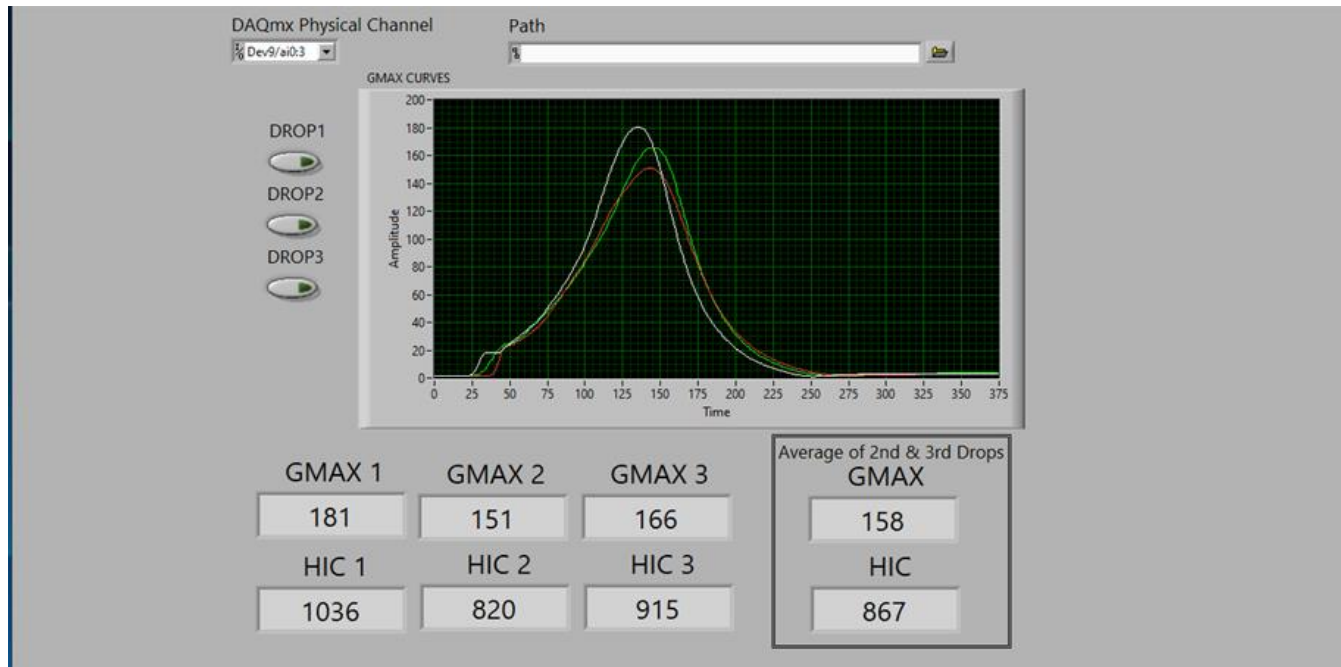 DAQmx Physical Channel
Path
Dev9/ai0:3
GMAX CURVES
DROP1
DROP2
DROP3
200
180
160
140
120
100
80
60
40
20
0
Amplitude
0 25 50 75 100 125 150 175 200 225 250 275 300 325 350 375
Time
GMAX 1 GMAX 2 GMAX 3
181 151 166
HIC 1 HIC 2 HIC 3
1036 820 915
Average of 2nd & 3rd Drops
GMAX
158
HIC
867